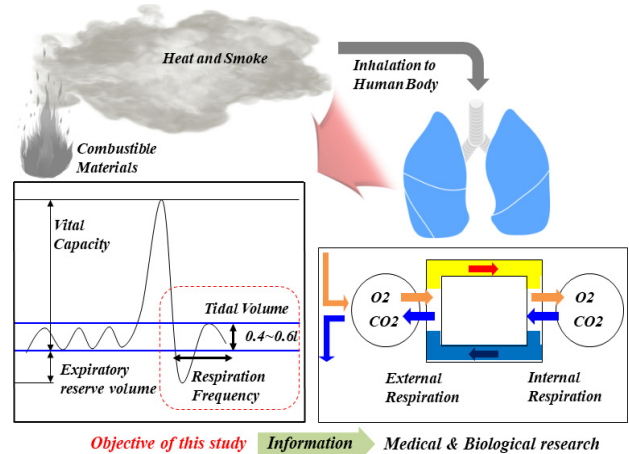 Heat and Smoke
Inhalation to
Human Body
Combustible
Materials
Vital
Capacity
Tidal Volume
0.4~0.6l
Expiratory
reserve volume
Respiration
Frequency
O2
CO2
O2
CO2
External
Respiration
Internal
Respiration
Objective of this study
Information
Medical & Biological research